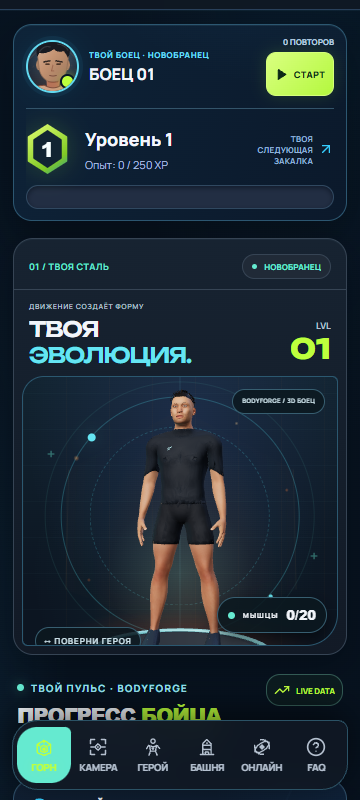 0 ПОВТОРОВ
ТВОЙ БОЕЦ · НОВОБРАНЕЦ
БОЕЦ 01
СТАРТ
1
Уровень 1
Опыт: 0 / 250 XP
ТВОЯ
СЛЕДУЮЩАЯ
ЗАКАЛКА
01 / ТВОЯ СТАЛЬ
НОВОБРАНЕЦ
ДВИЖЕНИЕ СОЗДАЁТ ФОРМУ
ТВОЯ
ЭВОЛЮЦИЯ.
LVL
01
BODYFORGE / 3D БОЕЦ
МЫШЦЫ 0/20
↔ ПОВЕРНИ ГЕРОЯ
ТВОЙ ПУЛЬС · BODYFORGE
LIVE DATA
ПРОГРЕСС БОЙЦА
ГОРН
КАМЕРА
ГЕРОЙ
БАШНЯ
ОНЛАЙН
FAQ